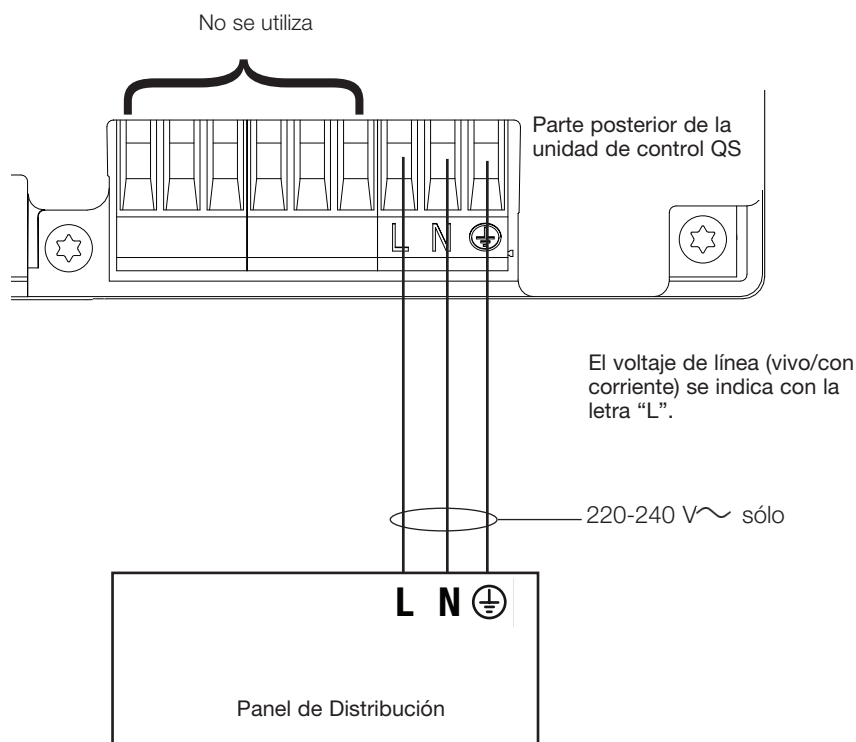 No se utiliza
Parte posterior de la
unidad de control QS
L N
El voltaje de línea (vivo/con
corriente) se indica con la
letra “L”.
220-240 V~ sólo
L N
Panel de Distribución